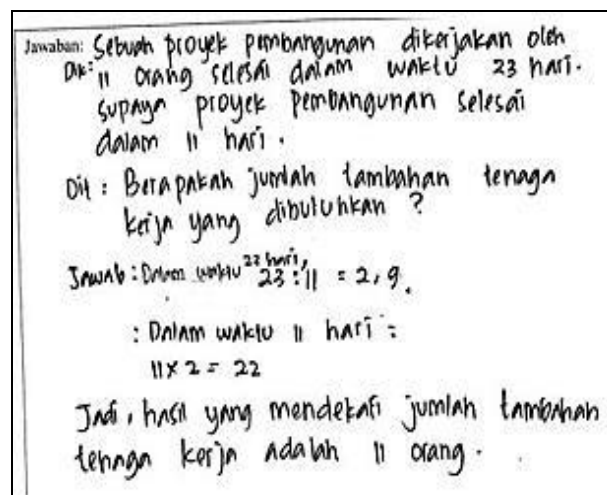 Jawaban: Sebuah proyek pembangunan dikerjakan oleh
Dik: 11 orang selesai dalam waktu 23 hari.
supaya proyek pembangunan selesai
dalam 11 hari.
Dit: Berapakah jumlah tambahan tenaga
kerja yang dibutuhkan?
Jawab: Dalam waktu 23 hari,
23 : 11 = 2,9.
: Dalam waktu 11 hari =
11 x 2 = 22
Jadi, hasil yang mendekati jumlah tambahan
tenaga kerja adalah 11 orang.